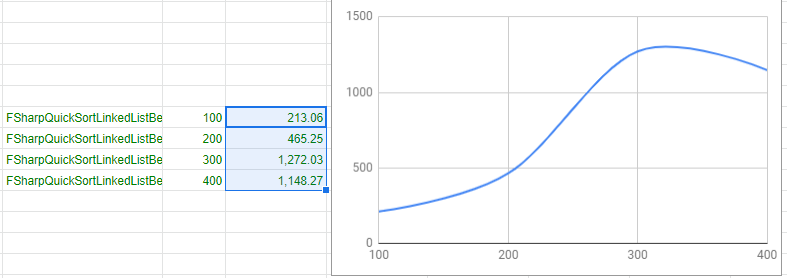 FSharpQuickSortLinkedListBe 100 213.06
FSharpQuickSortLinkedListBe 200 465.25
FSharpQuickSortLinkedListBe 300 1,272.03
FSharpQuickSortLinkedListBe 400 1,148.27
1500
1000
500
0
100 200 300 400